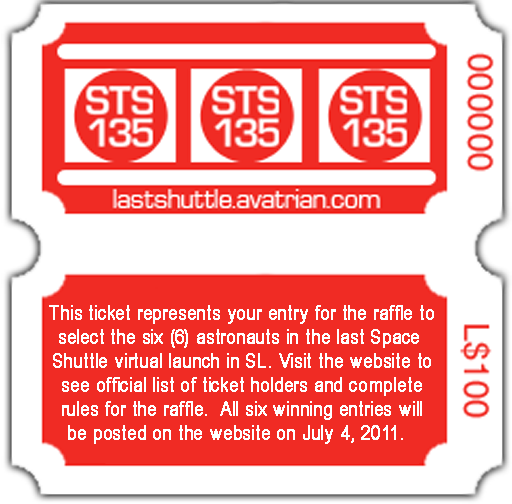 STS
135
STS
135
STS
135
000000
lastshuttle.avatrian.com
This ticket represents your entry for the raffle to
select the six (6) astronauts in the last Space
Shuttle virtual launch in SL. Visit the website to
see official list of ticket holders and complete
rules for the raffle. All six winning entries will
be posted on the website on July 4, 2011.
L$100